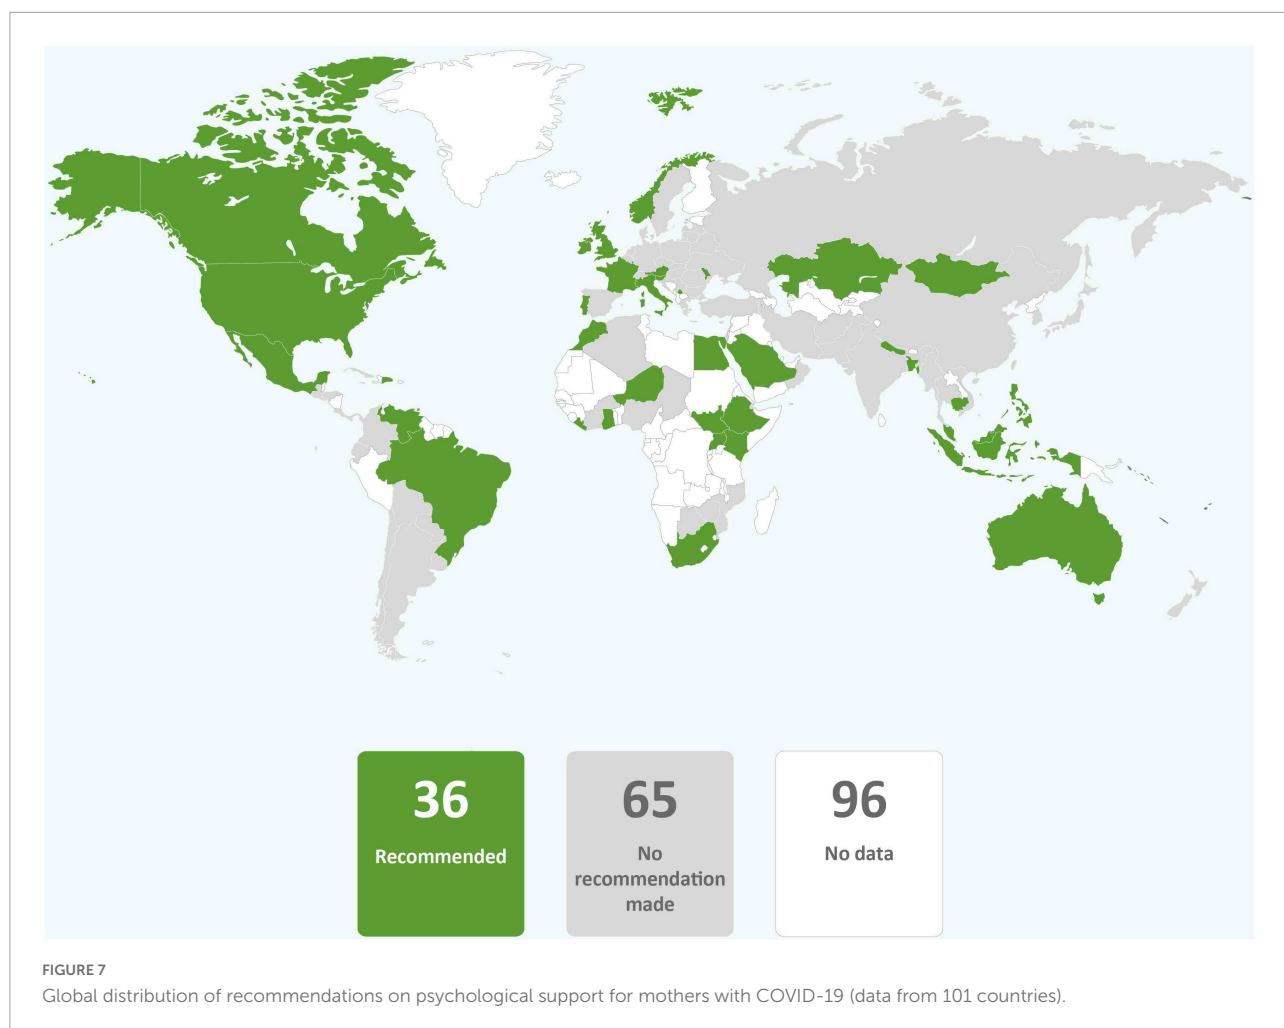 36
Recommended
65
No
recommendation
made
96
No data
FIGURE 7
Global distribution of recommendations on psychological support for mothers with COVID-19 (data from 101 countries).